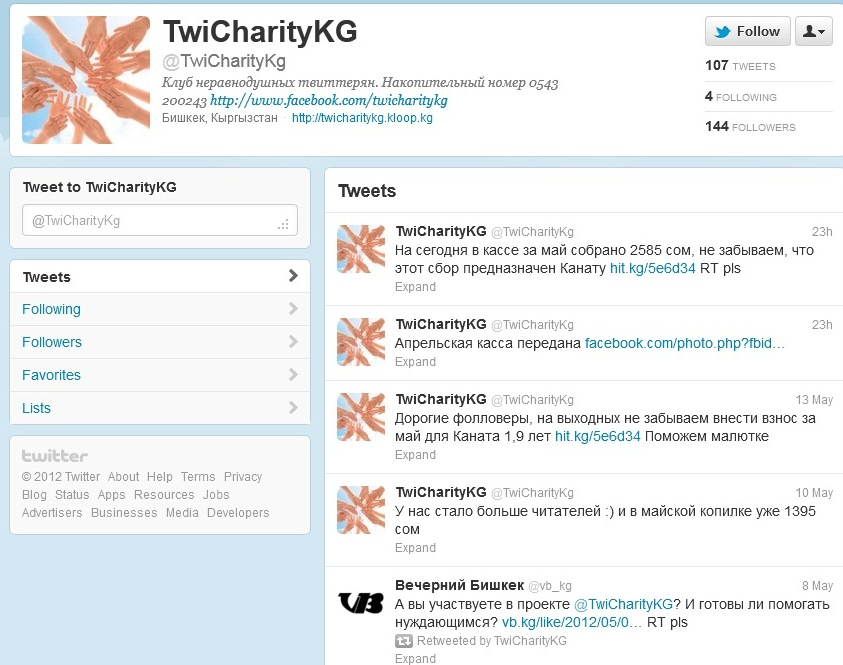 TwiCharityKG
@TwiCharityKg
Клуб неравнодушных твиттерян. Накопительный номер 0543
200243 http://www.facebook.com/twicharitykg
Бишкек, Кыргызстан · http://twicharitykg.kloop.kg
Follow
107 TWEETS
4 FOLLOWING
144 FOLLOWERS
Tweet to TwiCharityKG
@TwiCharityKg
Tweets
Following
Followers
Favorites
Lists
twitter
© 2012 Twitter About Help Terms Privacy
Blog Status Apps Resources Jobs
Advertisers Businesses Media Developers
Tweets
TwiCharityKG @TwiCharityKg 23h
На сегодня в кассе за май собрано 2585 сом, не забываем, что
этот сбор предназначен Канату hit.kg/5e6d34 RT pls
Expand
TwiCharityKG @TwiCharityKg 23h
Апрельская касса передана facebook.com/photo.php?fbid…
Expand
TwiCharityKG @TwiCharityKg 13 May
Дорогие фолловеры, на выходных не забываем внести взнос за
май для Каната 1,9 лет hit.kg/5e6d34 Поможем малютке
Expand
TwiCharityKG @TwiCharityKg 10 May
У нас стало больше читателей :) и в майской копилке уже 1395
сом
Expand
VB
Вечерний Бишкек @vb_kg 8 May
А вы участвуете в проекте @TwiCharityKG? И готовы ли помогать
нуждающимся? vb.kg/like/2012/05/0… RT pls
Retweeted by TwiCharityKG
Expand